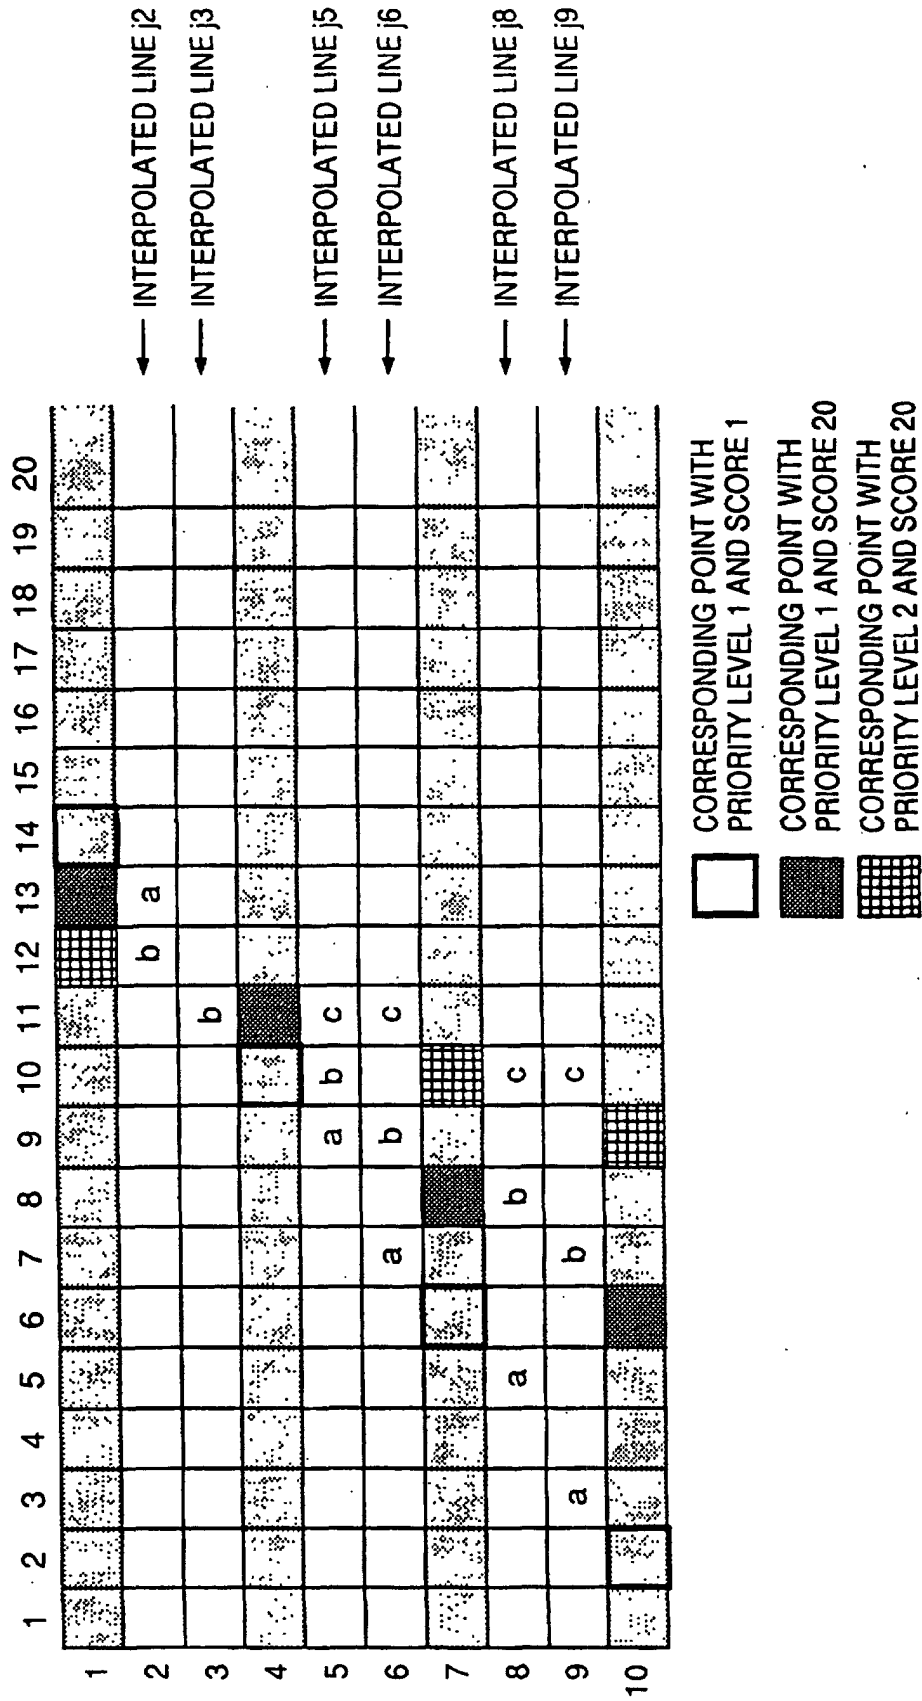 1 2 3 4 5 6 7 8 9 10 11 12 13 14 15 16 17 18 19 20
1
2 b a ← INTERPOLATED LINE j2
3 b ← INTERPOLATED LINE j3
4
5 a b c ← INTERPOLATED LINE j5
6 a b c ← INTERPOLATED LINE j6
7
8 a b c ← INTERPOLATED LINE j8
9 a b c ← INTERPOLATED LINE j9
10
CORRESPONDING POINT WITH
PRIORITY LEVEL 1 AND SCORE 1
CORRESPONDING POINT WITH
PRIORITY LEVEL 1 AND SCORE 20
CORRESPONDING POINT WITH
PRIORITY LEVEL 2 AND SCORE 20